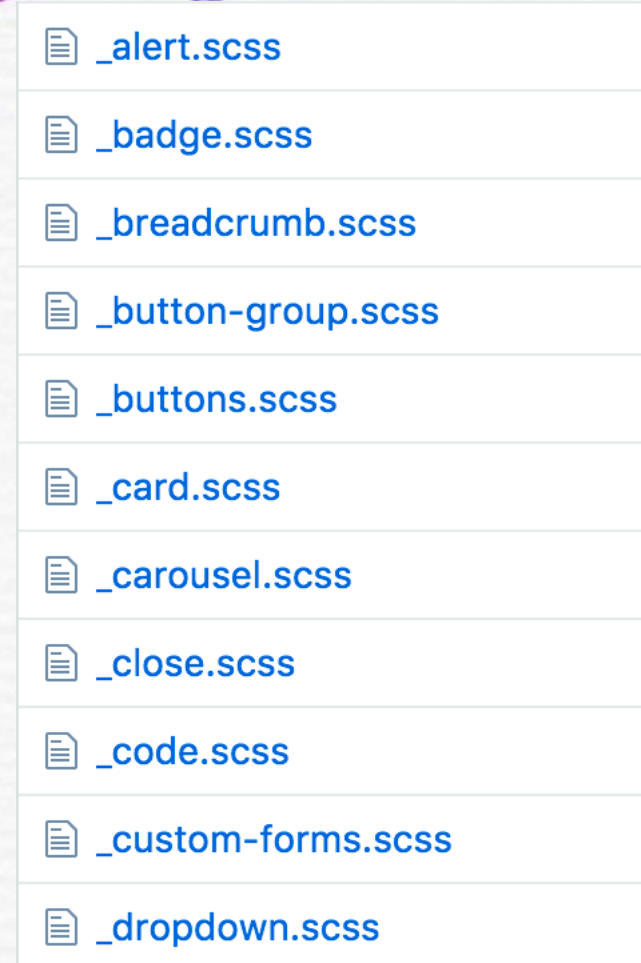 _alert.scss
_badge.scss
_breadcrumb.scss
_button-group.scss
_buttons.scss
_card.scss
_carousel.scss
_close.scss
_code.scss
_custom-forms.scss
_dropdown.scss